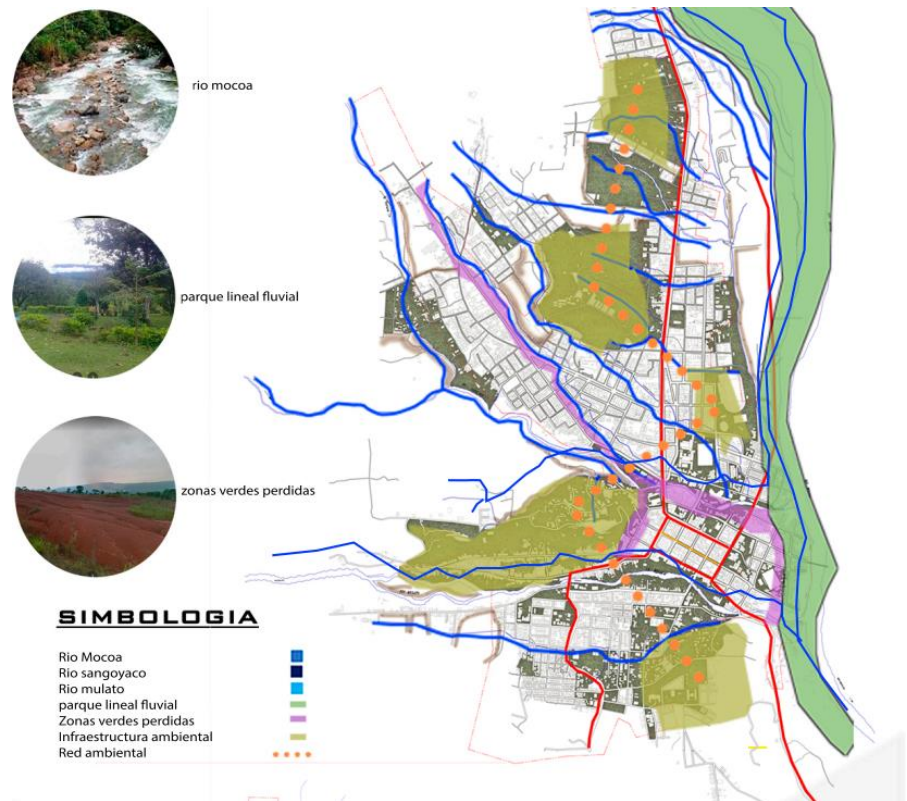 rio mocoa
parque lineal fluvial
zonas verdes perdidas
SIMBOLOGIA
Rio Mocoa
Rio sangoyaco
Rio mulato
parque lineal fluvial
Zonas verdes perdidas
Infraestructura ambiental
Red ambiental